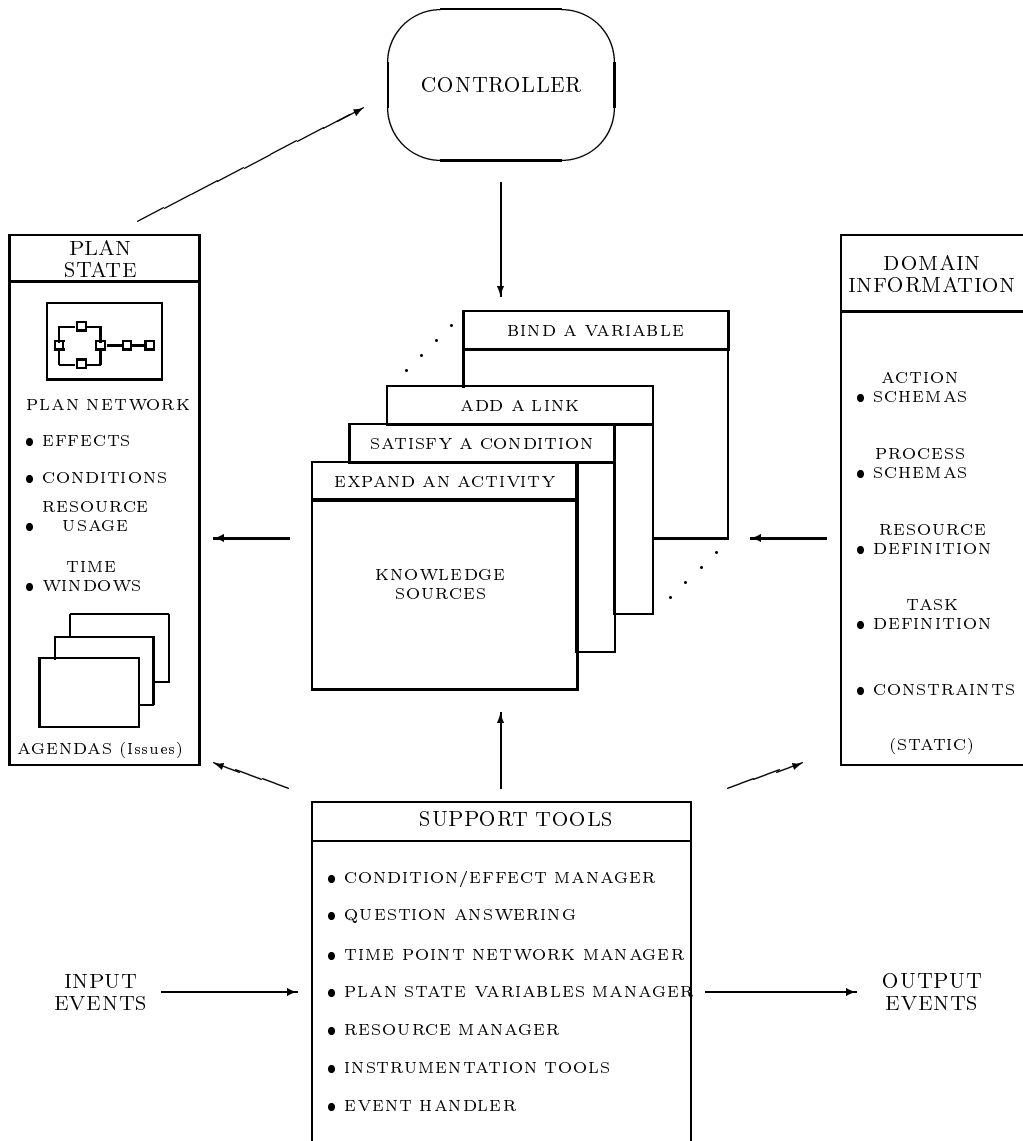 CONTROLLER
PLAN
STATE
PLAN NETWORK
• EFFECTS
• CONDITIONS
RESOURCE
• USAGE
TIME
• WINDOWS
AGENDAS (Issues)
BIND A VARIABLE
ADD A LINK
SATISFY A CONDITION
EXPAND AN ACTIVITY
KNOWLEDGE
SOURCES
DOMAIN
INFORMATION
ACTION
• SCHEMAS
PROCESS
• SCHEMAS
RESOURCE
• DEFINITION
TASK
• DEFINITION
• CONSTRAINTS
(STATIC)
SUPPORT TOOLS
• CONDITION/EFFECT MANAGER
• QUESTION ANSWERING
• TIME POINT NETWORK MANAGER
• PLAN STATE VARIABLES MANAGER
• RESOURCE MANAGER
• INSTRUMENTATION TOOLS
• EVENT HANDLER
INPUT
EVENTS
OUTPUT
EVENTS